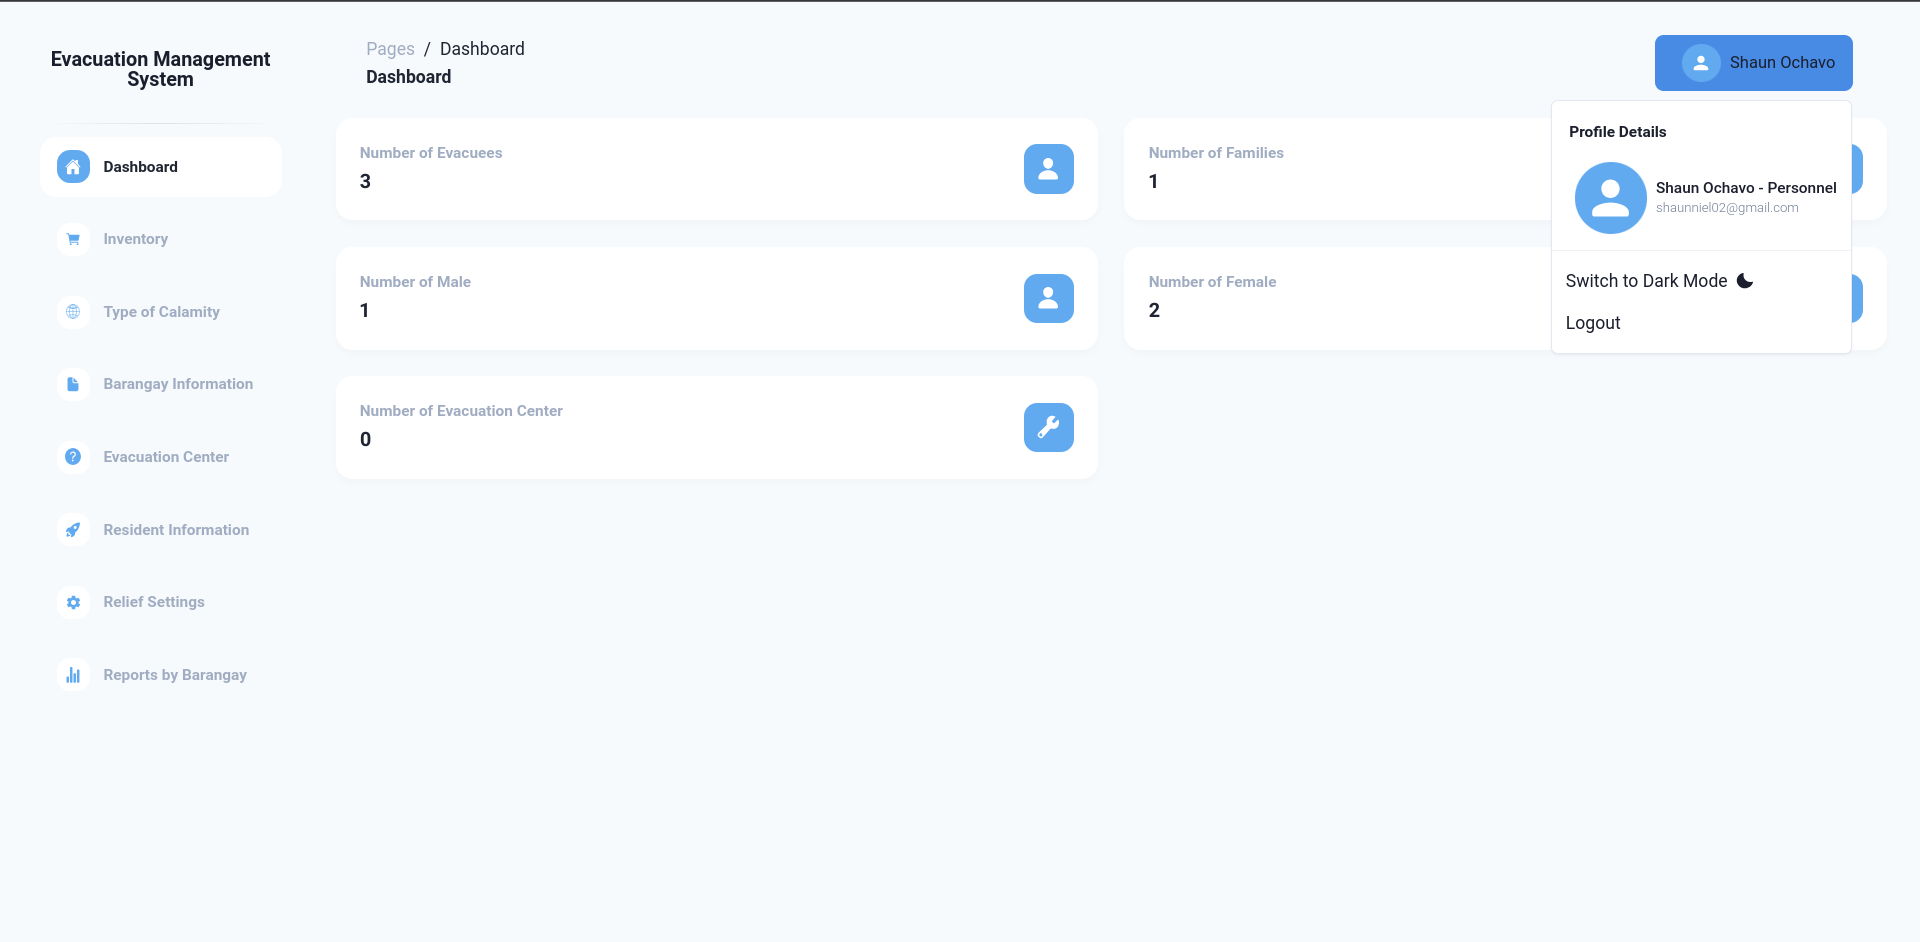 Evacuation Management
System
Dashboard
Inventory
Type of Calamity
Barangay Information
Evacuation Center
Resident Information
Relief Settings
Reports by Barangay
Pages / Dashboard
Dashboard
Shaun Ochavo
Number of Evacuees
3
Number of Families
1
Number of Male
1
Number of Female
2
Number of Evacuation Center
0
Profile Details
Shaun Ochavo - Personnel
shaunniel02@gmail.com
Switch to Dark Mode
Logout